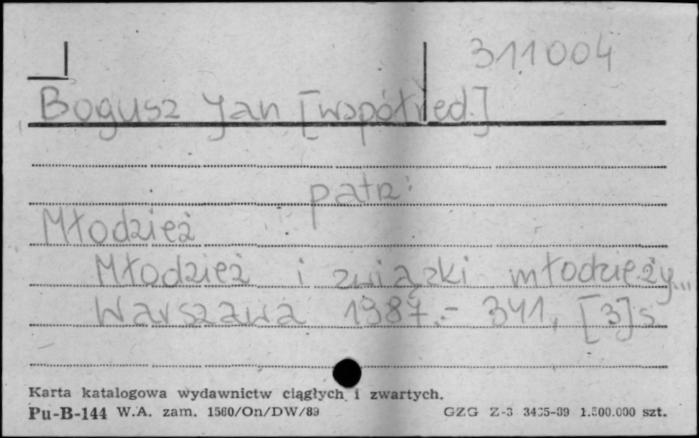 311004
Bogusz Jan [współred.]
patrz:
Młodzież
Młodzież i związki młodzieży...
Warszawa 1987.- 341, [3] s
Karta katalogowa wydawnictw ciągłych i zwartych.
Pu-B-144 W.A. zam. 1560/On/DW/89 GZG Z-3 3435-89 1.500.000 szt.